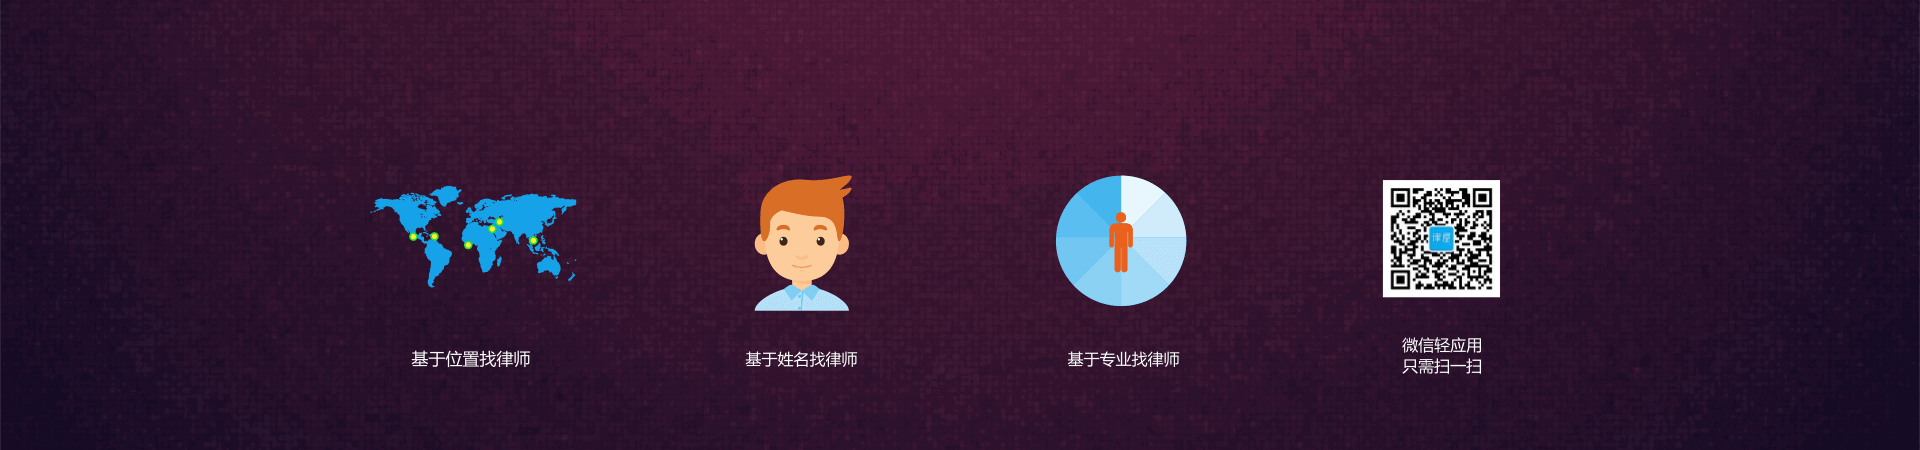 律屋
基于位置找律师
基于姓名找律师
基于专业找律师
微信轻应用
只需扫一扫